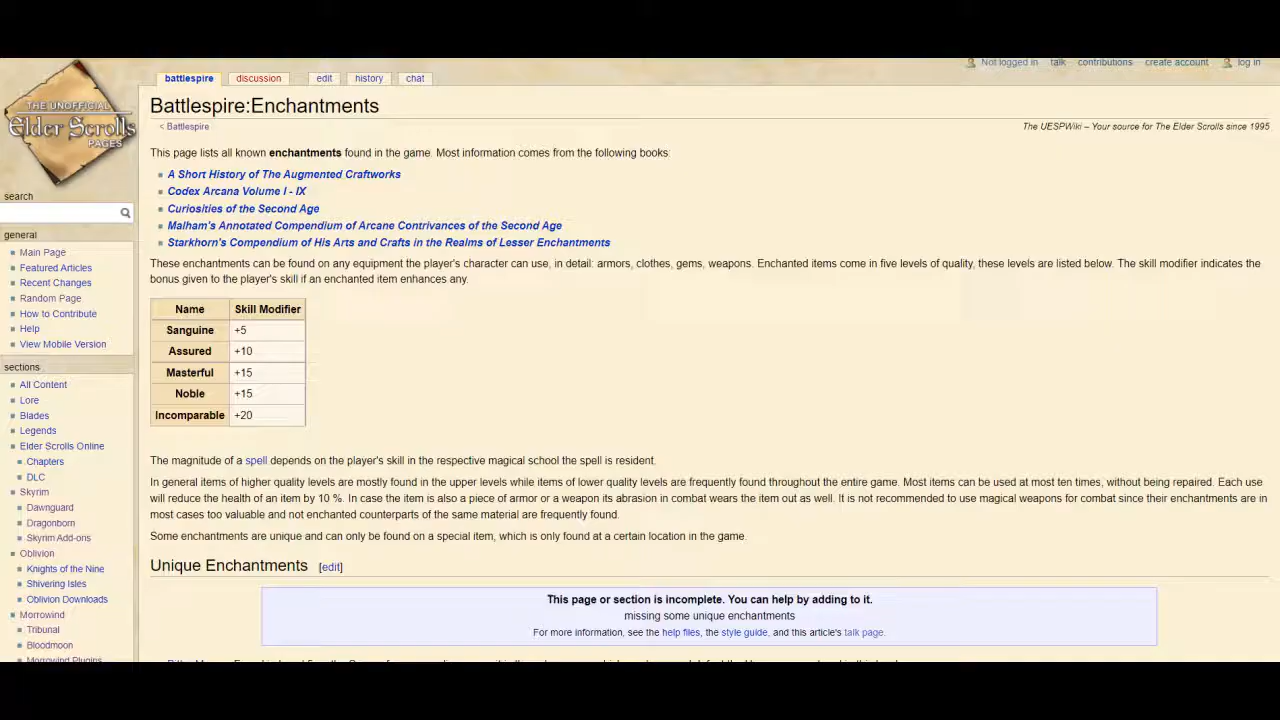 Not logged in talk contributions create account log in
battlespire discussion edit history chat
THE UNOFFICIAL
Elder Scrolls
PAGES
Battlespire:Enchantments
< Battlespire
The UESPWiki – Your source for The Elder Scrolls since 1995
This page lists all known enchantments found in the game. Most information comes from the following books:
A Short History of The Augmented Craftworks
Codex Arcana Volume I - IX
Curiosities of the Second Age
Malham's Annotated Compendium of Arcane Contrivances of the Second Age
Starkhorn's Compendium of His Arts and Crafts in the Realms of Lesser Enchantments
These enchantments can be found on any equipment the player's character can use, in detail: armors, clothes, gems, weapons. Enchanted items come in five levels of quality, these levels are listed below. The skill modifier indicates the
bonus given to the player's skill if an enchanted item enhances any.
Name Skill Modifier
Sanguine +5
Assured +10
Masterful +15
Noble +15
Incomparable +20
The magnitude of a spell depends on the player's skill in the respective magical school the spell is resident.
In general items of higher quality levels are mostly found in the upper levels while items of lower quality levels are frequently found throughout the entire game. Most items can be used at most ten times, without being repaired. Each use
will reduce the health of an item by 10 %. In case the item is also a piece of armor or a weapon its abrasion in combat wears the item out as well. It is not recommended to use magical weapons for combat since their enchantments are in
most cases too valuable and not enchanted counterparts of the same material are frequently found.
Some enchantments are unique and can only be found on a special item, which is only found at a certain location in the game.
Unique Enchantments [edit]
This page or section is incomplete. You can help by adding to it.
missing some unique enchantments
For more information, see the help files, the style guide, and this article's talk page.
search
general
Main Page
Featured Articles
Recent Changes
Random Page
How to Contribute
Help
View Mobile Version
sections
All Content
Lore
Blades
Legends
Elder Scrolls Online
Chapters
DLC
Skyrim
Dawnguard
Dragonborn
Skyrim Add-ons
Oblivion
Knights of the Nine
Shivering Isles
Oblivion Downloads
Morrowind
Tribunal
Bloodmoon
Morrowind Plugins